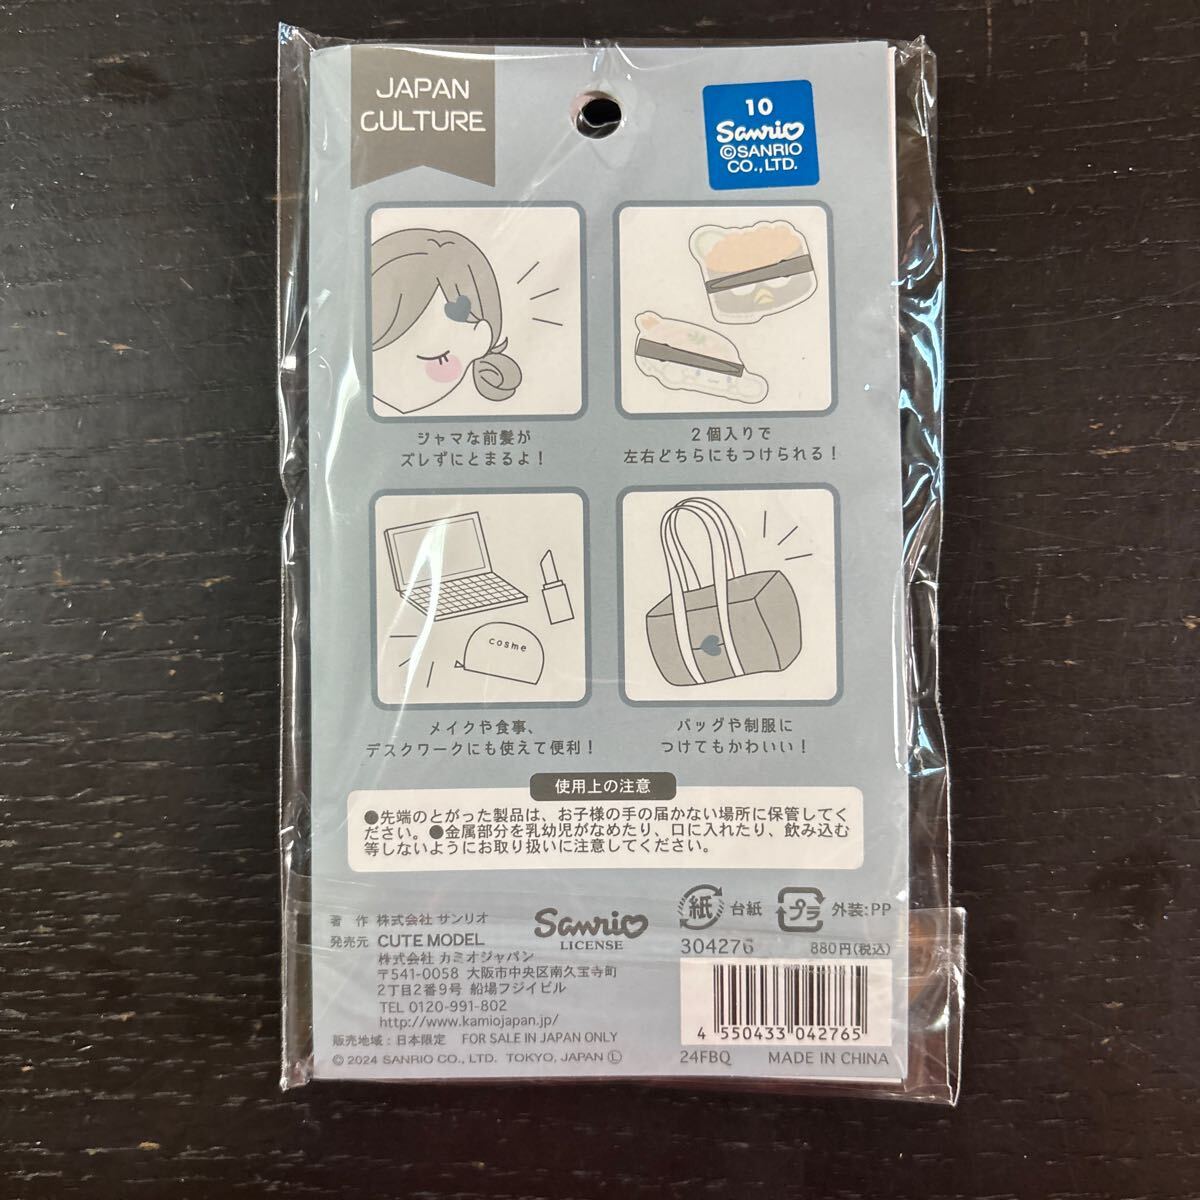 JAPAN
CULTURE
10
Sanrio
©SANRIO
CO.,LTD.
ジャマな前髪が
ズレずにとまるよ!
2個入りで
左右どちらにもつけられる!
cosme
メイクや食事、
デスクワークにも使えて便利!
バッグや制服に
つけてもかわいい!
使用上の注意
●先端のとがった製品は、お子様の手の届かない場所に保管してく
ださい。●金属部分を乳幼児がなめたり、口に入れたり、飲み込む
等しないようにお取り扱いに注意してください。
著 作 株式会社 サンリオ
発売元 CUTE MODEL
株式会社 カミオジャパン
〒541-0058 大阪市中央区南久宝寺町
2丁目2番9号 船場フジイビル
TEL 0120-991-802
http://www.kamiojapan.jp/
販売地域:日本限定 FOR SALE IN JAPAN ONLY
©2024 SANRIO CO., LTD. TOKYO, JAPAN Ⓛ
Sanrio
LICENSE
紙 台紙
プラ 外装:PP
304276
880円(税込)
4 550433 042765
24FBQ MADE IN CHINA